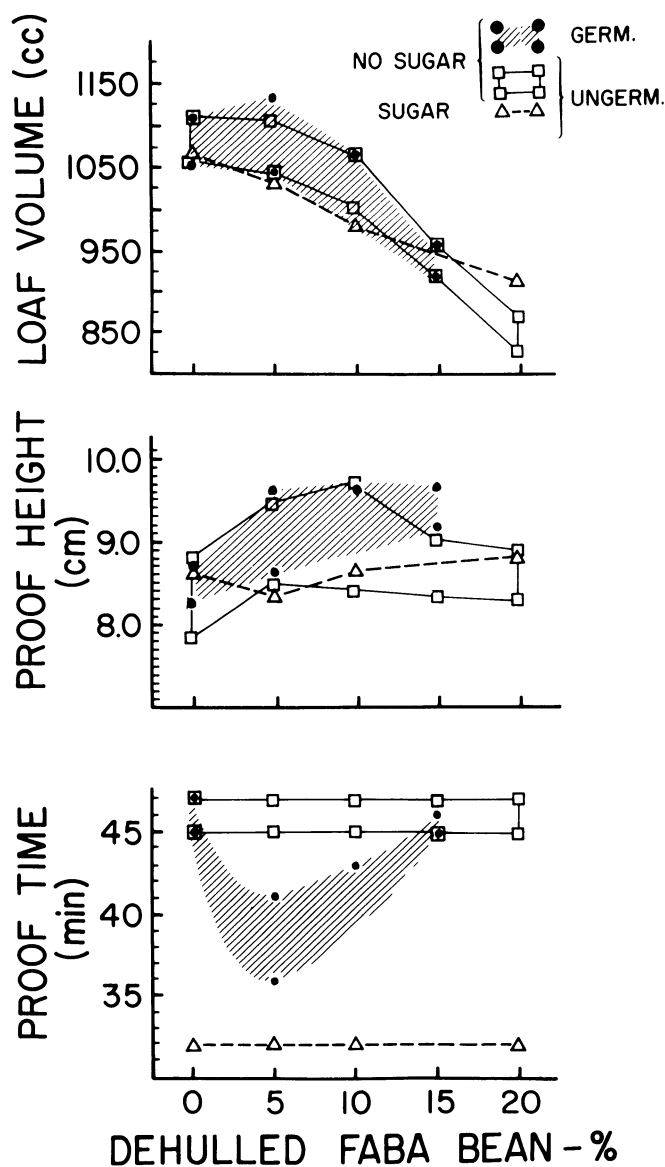 LOAF VOLUME (cc)
1150
1050
950
850
NO SUGAR
SUGAR
GERM.
UNGERM.
PROOF HEIGHT
(cm)
10.0
9.0
8.0
PROOF TIME
(min)
45
40
35
0 5 10 15 20
DEHULLED FABA BEAN-%